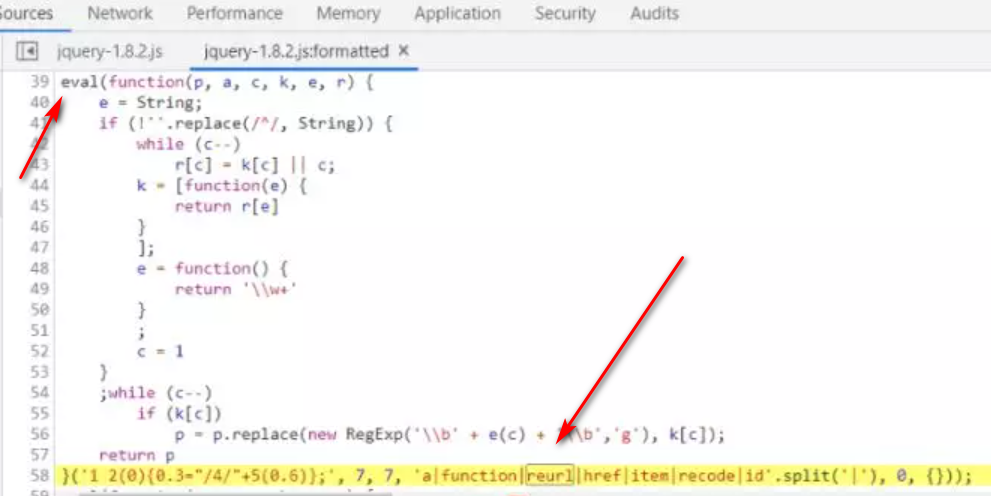 Sources Network Performance Memory Application Security Audits
jquery-1.8.2.js jquery-1.8.2.js:formatted ×
39 eval(function(p, a, c, k, e, r) {
40 e = String;
41 if (!''.replace(/^/, String)) {
42 while (c--)
43 r[c] = k[c] || c;
44 k = [function(e) {
45 return r[e]
46 }
47 ];
48 e = function() {
49 return '\\w+'
50 }
51 ;
52 c = 1
53 }
54 ;while (c--)
55 if (k[c])
56 p = p.replace(new RegExp('\\b' + e(c) + '\\b','g'), k[c]);
57 return p
58 }('1 2(0){0.3="/4/"+5(0.6)};', 7, 7, 'a|function|reurl|href|item|recode|id'.split('|'), 0, {}));
59